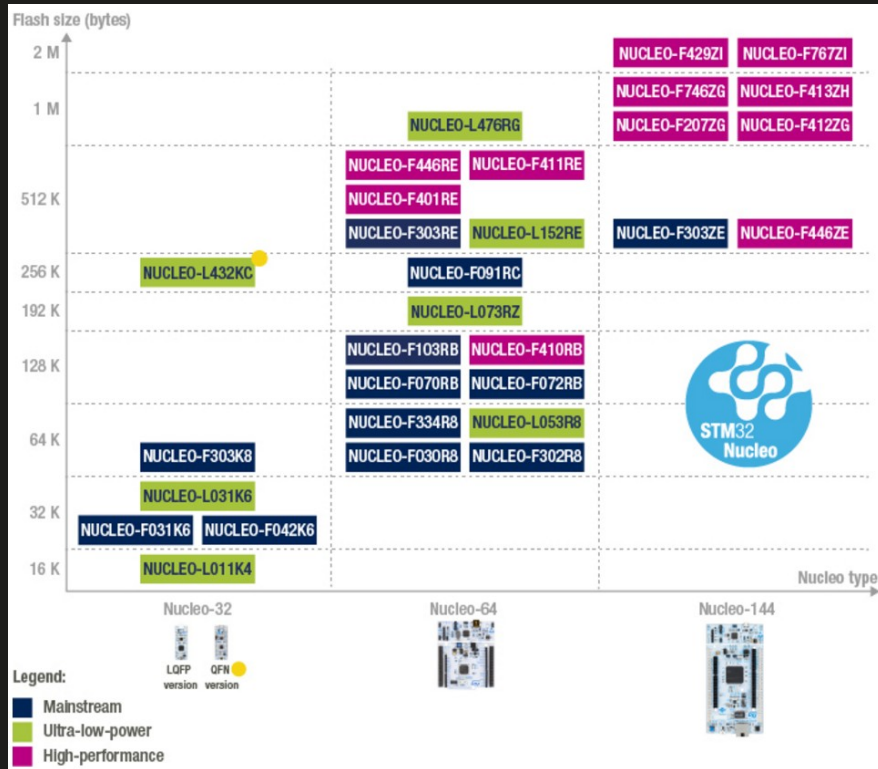 Flash size (bytes)
2 M
NUCLEO-F429ZI NUCLEO-F767ZI
NUCLEO-F746ZG NUCLEO-F413ZH
1 M
NUCLEO-L476RG NUCLEO-F207ZG NUCLEO-F412ZG
NUCLEO-F446RE NUCLEO-F411RE
512 K
NUCLEO-F401RE
NUCLEO-F303RE NUCLEO-L152RE NUCLEO-F303ZE NUCLEO-F446ZE
256 K
NUCLEO-L432KC NUCLEO-F091RC
192 K
NUCLEO-L073RZ
NUCLEO-F103RB NUCLEO-F410RB
128 K
NUCLEO-F070RB NUCLEO-F072RB
NUCLEO-F334R8 NUCLEO-L053R8
STM32
Nucleo
64 K
NUCLEO-F303K8 NUCLEO-F030R8 NUCLEO-F302R8
NUCLEO-L031K6
32 K
NUCLEO-F031K6 NUCLEO-F042K6
16 K
NUCLEO-L011K4
Nucleo type
Nucleo-32 Nucleo-64 Nucleo-144
LQFP version
QFN version
Legend:
Mainstream
Ultra-low-power
High-performance